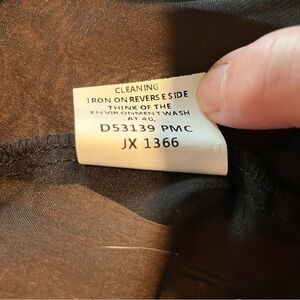 CLEANING
IRON ON REVERSE SIDE
THINK OF THE
ENVIRONMENT WASH
AT 40.
D53139 PMC
JX 1366